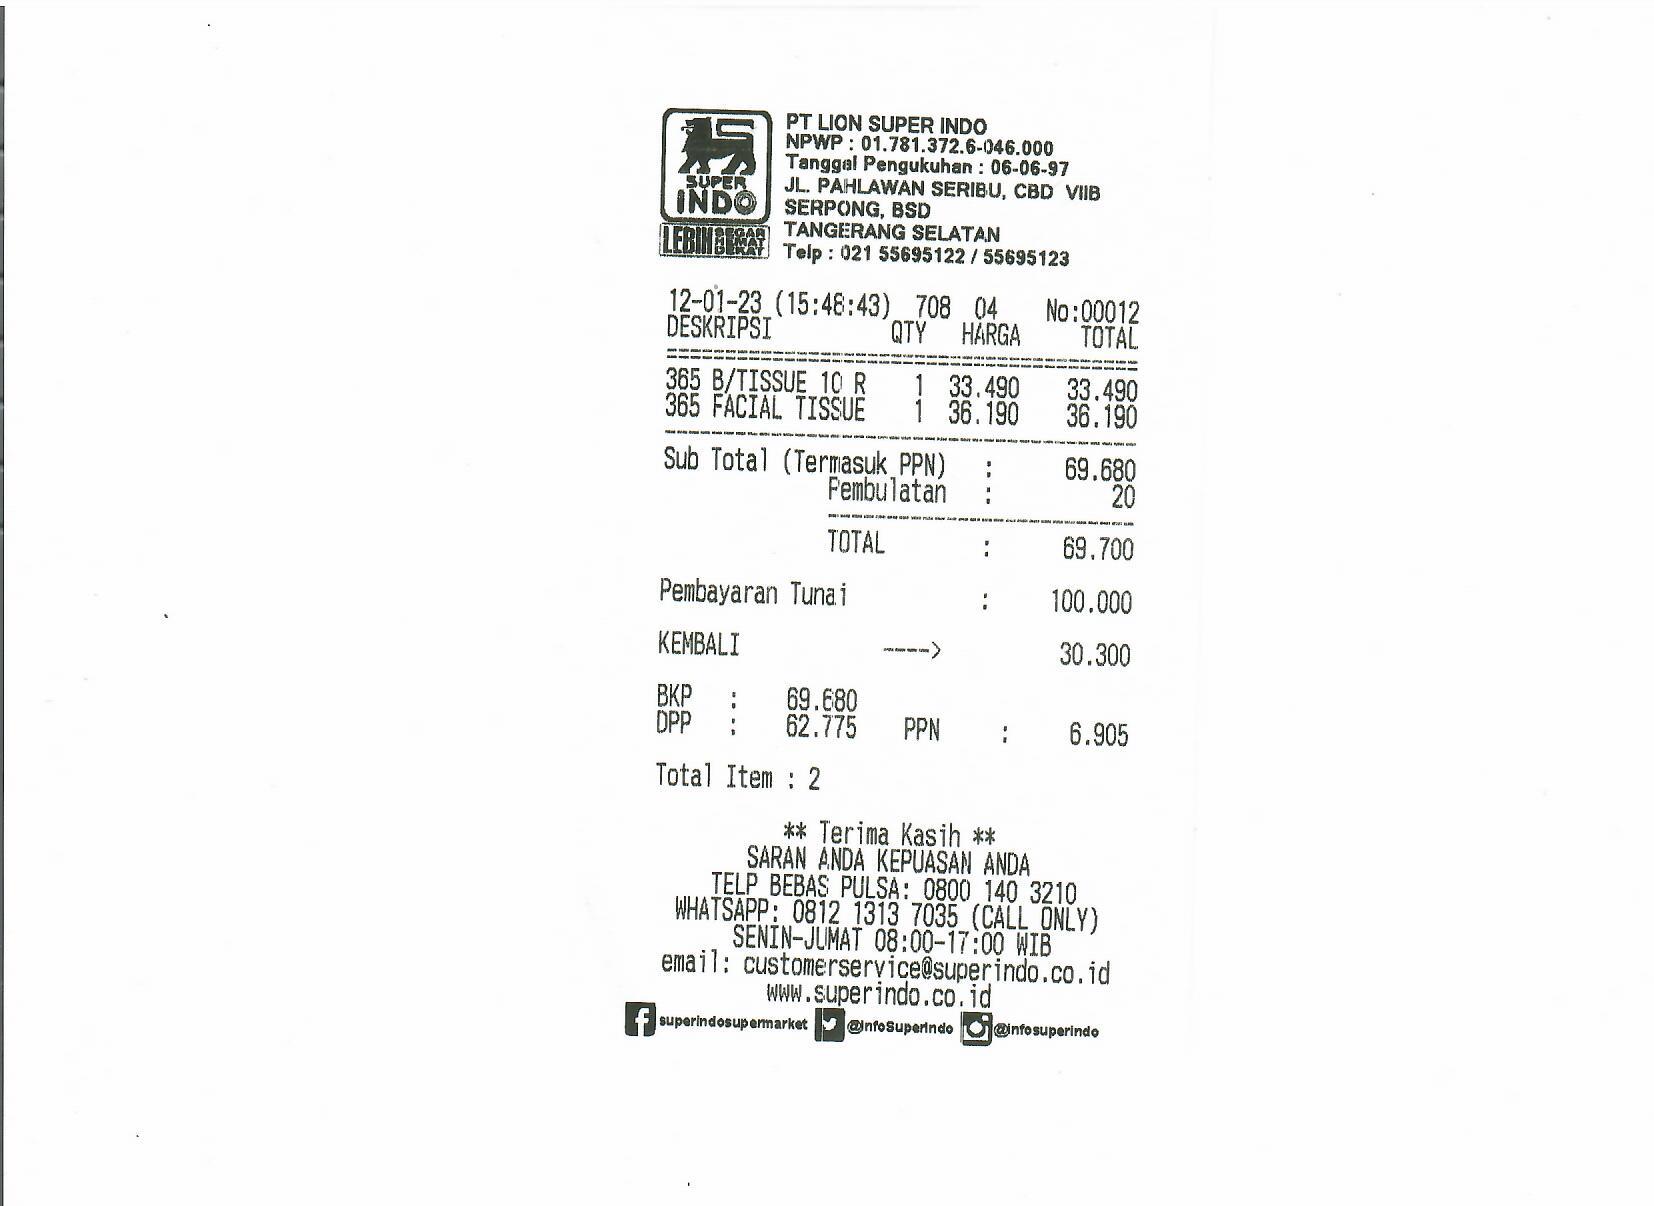 SUPER
INDO
LEBIH SEGAR HEMAT DEKAT
PT LION SUPER INDO
NPWP : 01.781.372.6-046.000
Tanggal Pengukuhan : 06-06-97
JL. PAHLAWAN SERIBU, CBD VIIB
SERPONG, BSD
TANGERANG SELATAN
Telp : 021 55695122 / 55695123
12-01-23 (15:48:43) 708 04 No:00012
DESKRIPSI QTY HARGA TOTAL
365 B/TISSUE 10 R 1 33.490 33.490
365 FACIAL TISSUE 1 36.190 36.190
Sub Total (Termasuk PPN) : 69.680
Pembulatan : 20
TOTAL : 69.700
Pembayaran Tunai : 100.000
KEMBALI ----> 30.300
BKP : 69.680
DPP : 62.775 PPN : 6.905
Total Item : 2
** Terima Kasih **
SARAN ANDA KEPUASAN ANDA
TELP BEBAS PULSA: 0800 140 3210
WHATSAPP: 0812 1313 7035 (CALL ONLY)
SENIN-JUMAT 08:00-17:00 WIB
email: customerservice@superindo.co.id
www.superindo.co.id
superindosupermarket @InfoSuperindo @infosuperindo